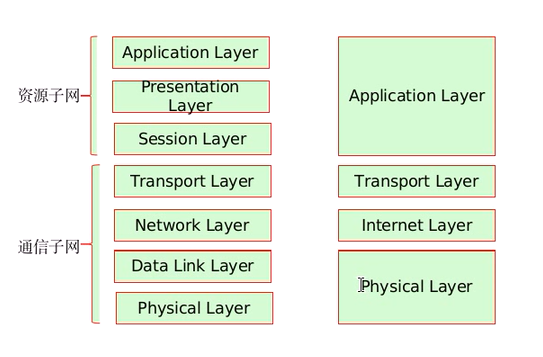 资源子网
Application Layer
Presentation
Layer
Session Layer
通信子网
Transport Layer
Network Layer
Data Link Layer
Physical Layer
Application Layer
Transport Layer
Internet Layer
Physical Layer